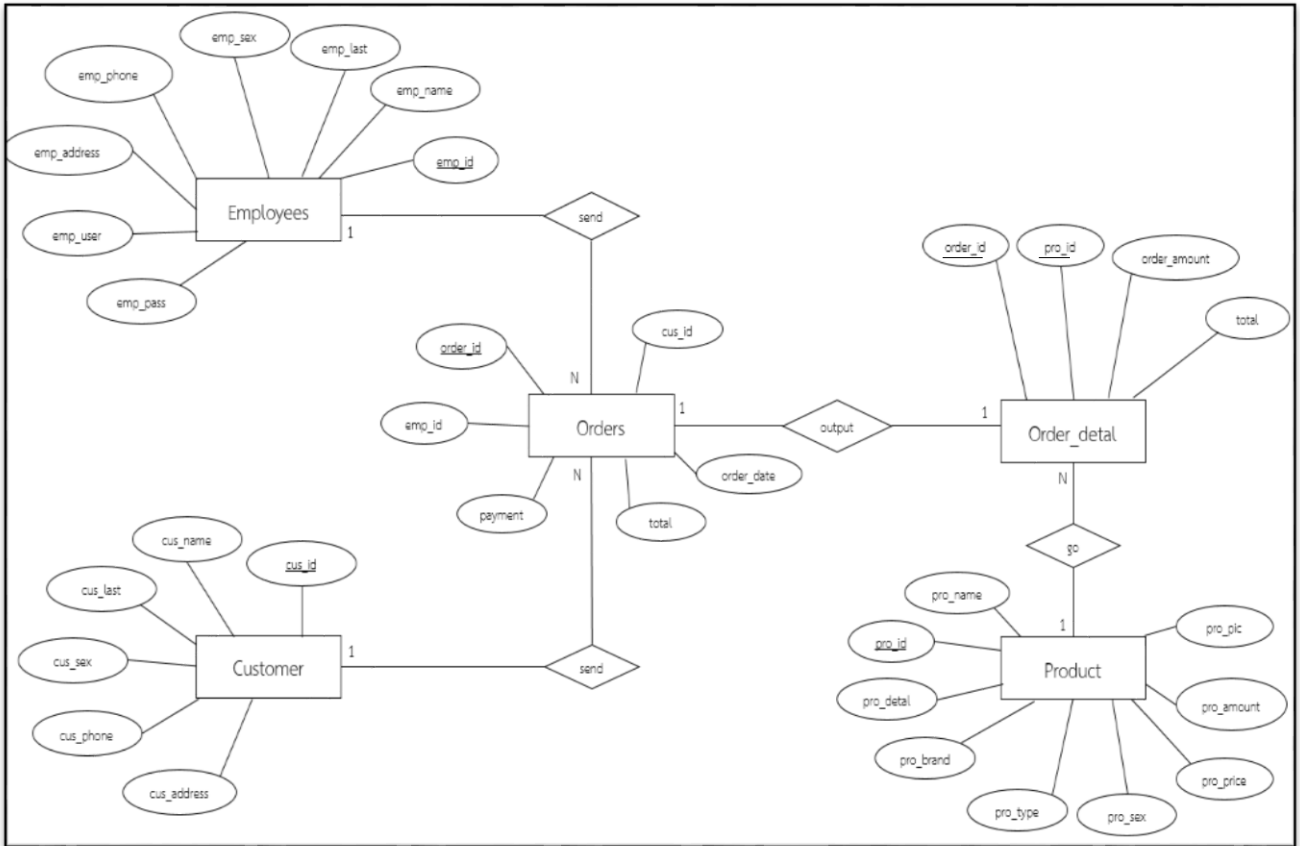 emp_sex
emp_last
emp_phone
emp_name
emp_address
emp_id
Employees
send
1
emp_user
emp_pass
order_id
pro_id
order_amount
total
order_id
cus_id
N
emp_id
Orders
1
output
1
Order_detal
N
order_date
payment
total
N
cus_name
cus_id
cus_last
go
pro_name
1
pro_pic
pro_id
Customer
1
send
cus_sex
Product
pro_detal
pro_amount
cus_phone
pro_brand
pro_price
cus_address
pro_type
pro_sex